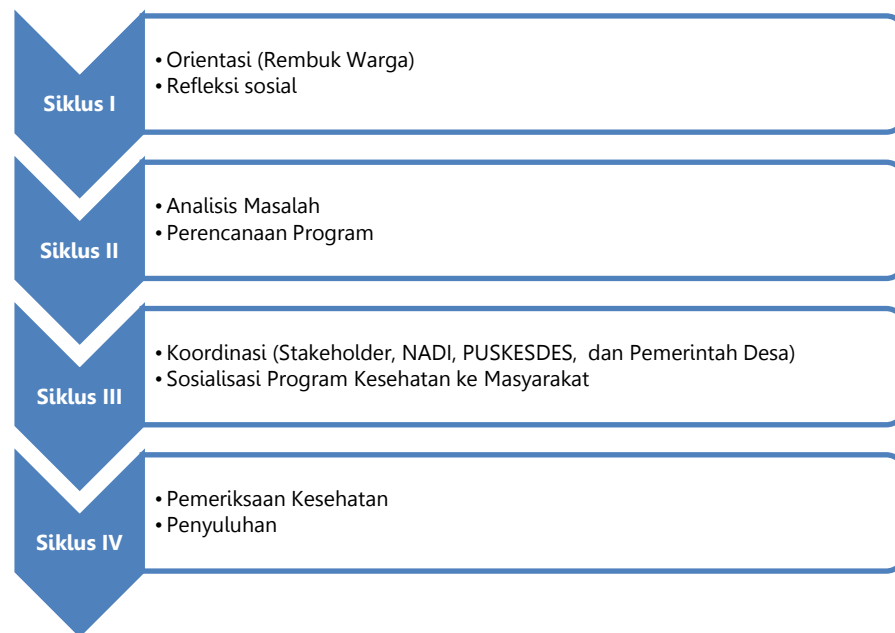 Siklus I
• Orientasi (Rembuk Warga)
• Refleksi sosial
Siklus II
• Analisis Masalah
• Perencanaan Program
Siklus III
• Koordinasi (Stakeholder, NADI, PUSKESDES, dan Pemerintah Desa)
• Sosialisasi Program Kesehatan ke Masyarakat
Siklus IV
• Pemeriksaan Kesehatan
• Penyuluhan